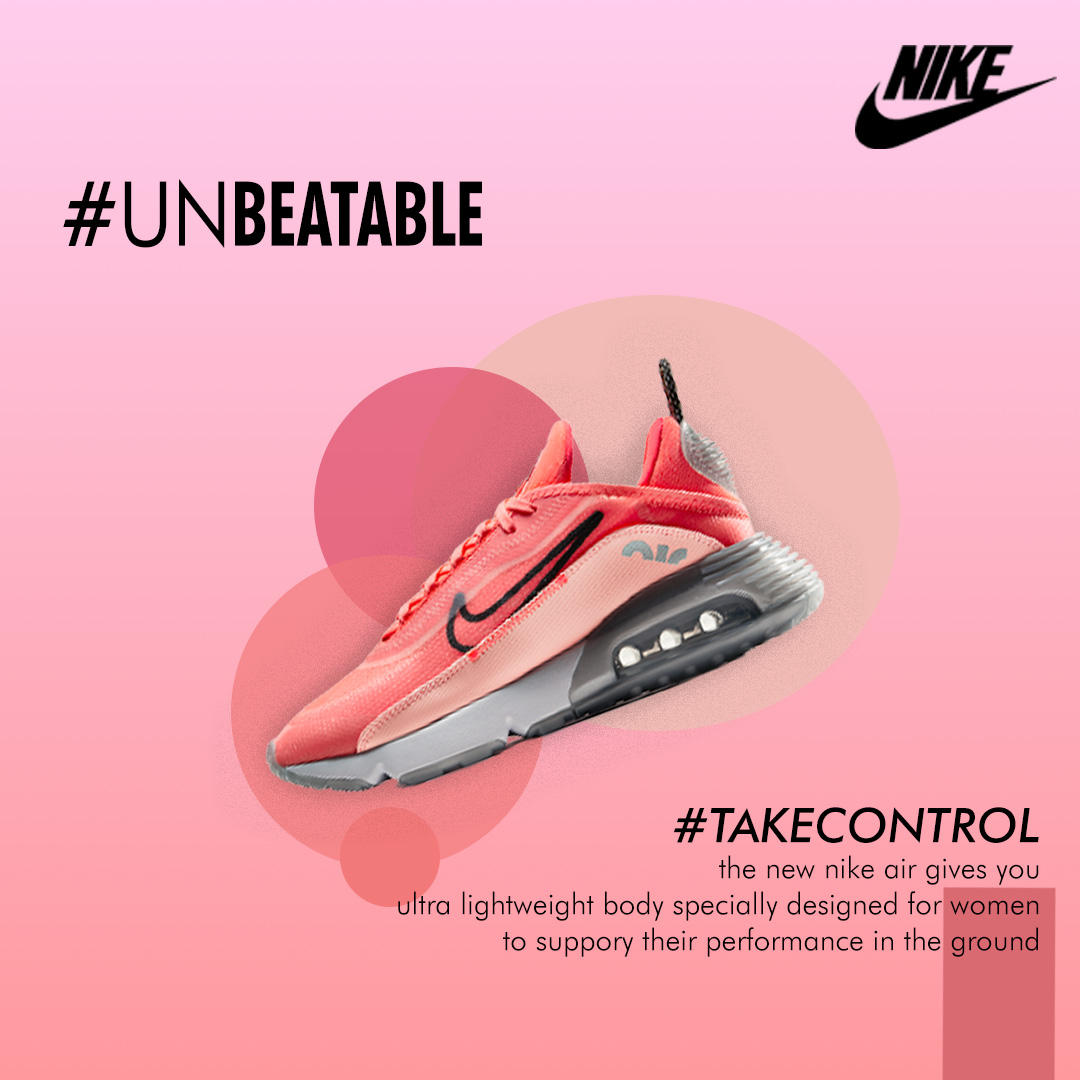 NIKE
#UNBEATABLE
air
#TAKECONTROL
the new nike air gives you
ultra lightweight body specially designed for women
to suppory their performance in the ground